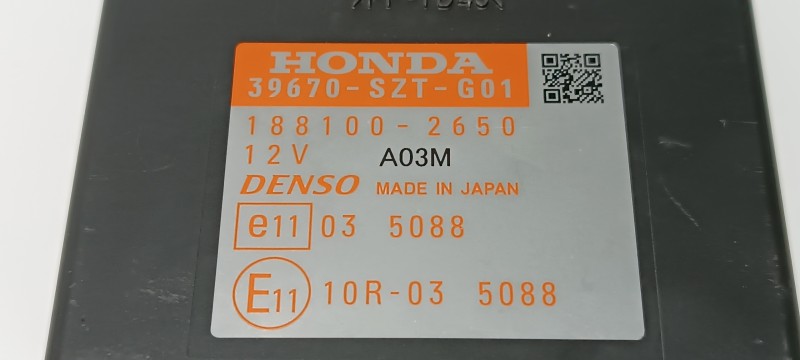 HONDA
39670-SZT-G01
188100-2650
12V A03M
DENSO MADE IN JAPAN
e11 03 5088
E11 10R-03 5088